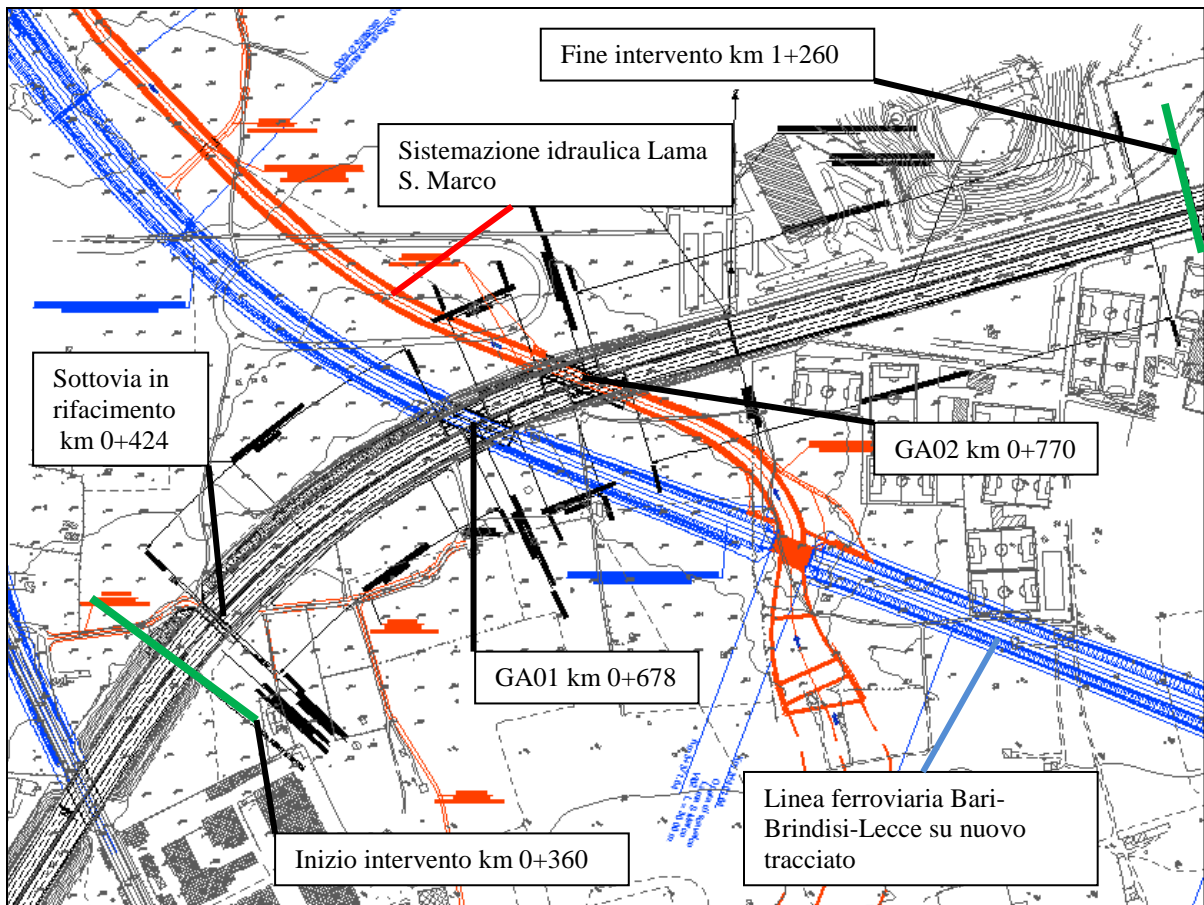 Fine intervento km 1+260
Sistemazione idraulica Lama
S. Marco
Sottovia in
rifacimento
km 0+424
GA02 km 0+770
GA01 km 0+678
Inizio intervento km 0+360
Linea ferroviaria Bari-
Brindisi-Lecce su nuovo
tracciato